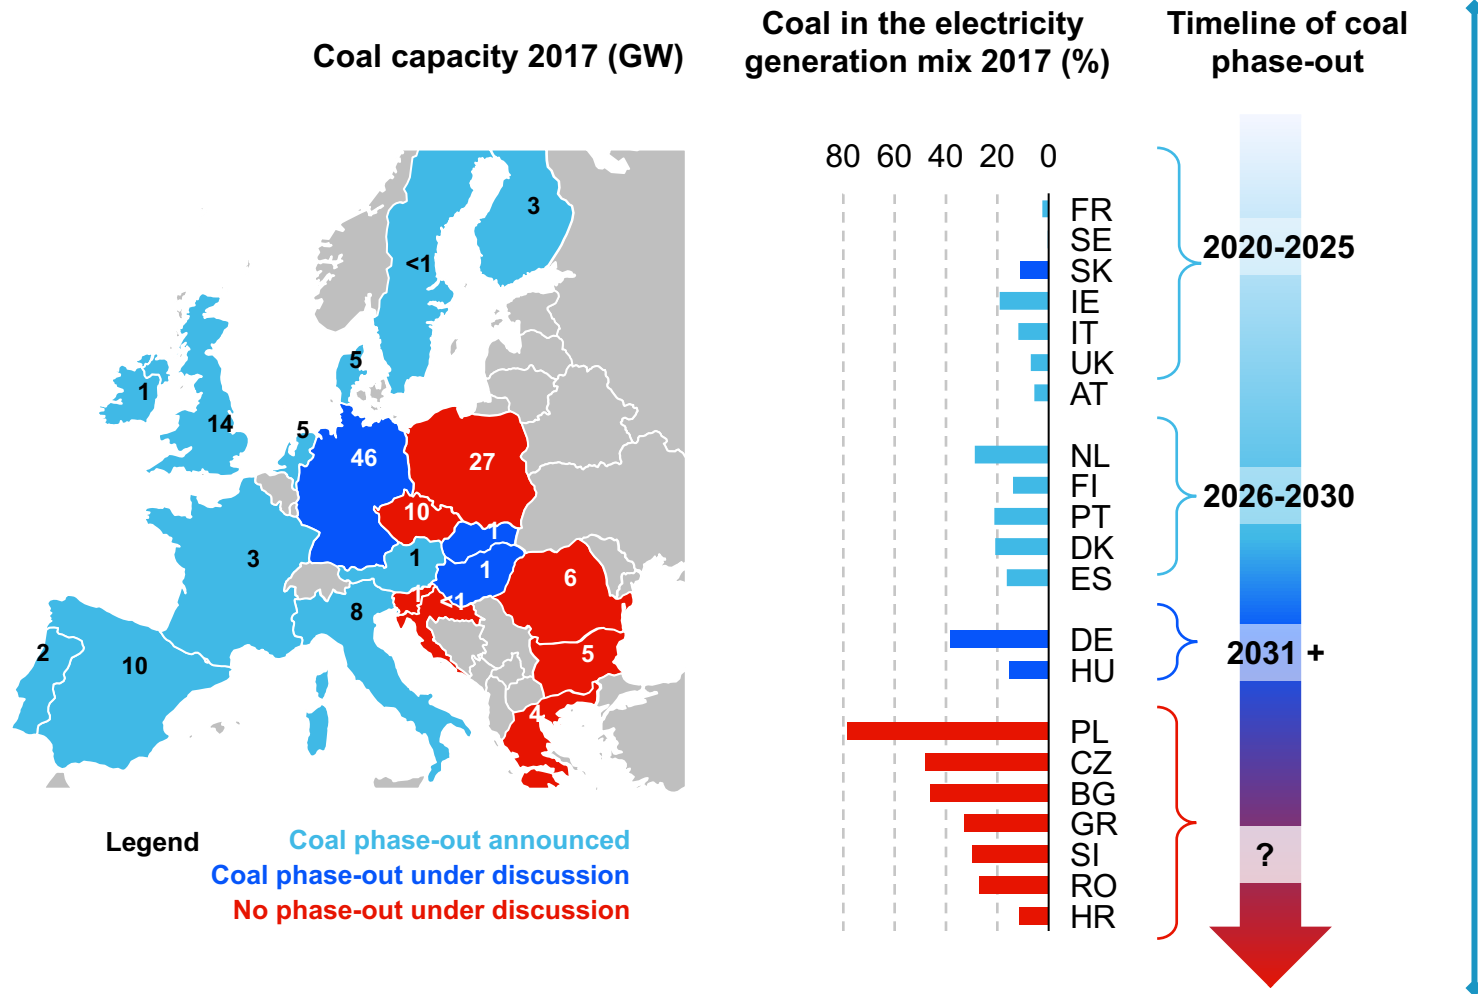 Coal capacity 2017 (GW)
3
<1
5
1
14
5
46
27
10
1
1
1
3
6
1
<1
8
5
2
10
4
Legend
Coal phase-out announced
Coal phase-out under discussion
No phase-out under discussion
Coal in the electricity
generation mix 2017 (%)
80 60 40 20 0
FR
SE
SK
IE
IT
UK
AT
NL
FI
PT
DK
ES
DE
HU
PL
CZ
BG
GR
SI
RO
HR
Timeline of coal
phase-out
2020-2025
2026-2030
2031 +
?